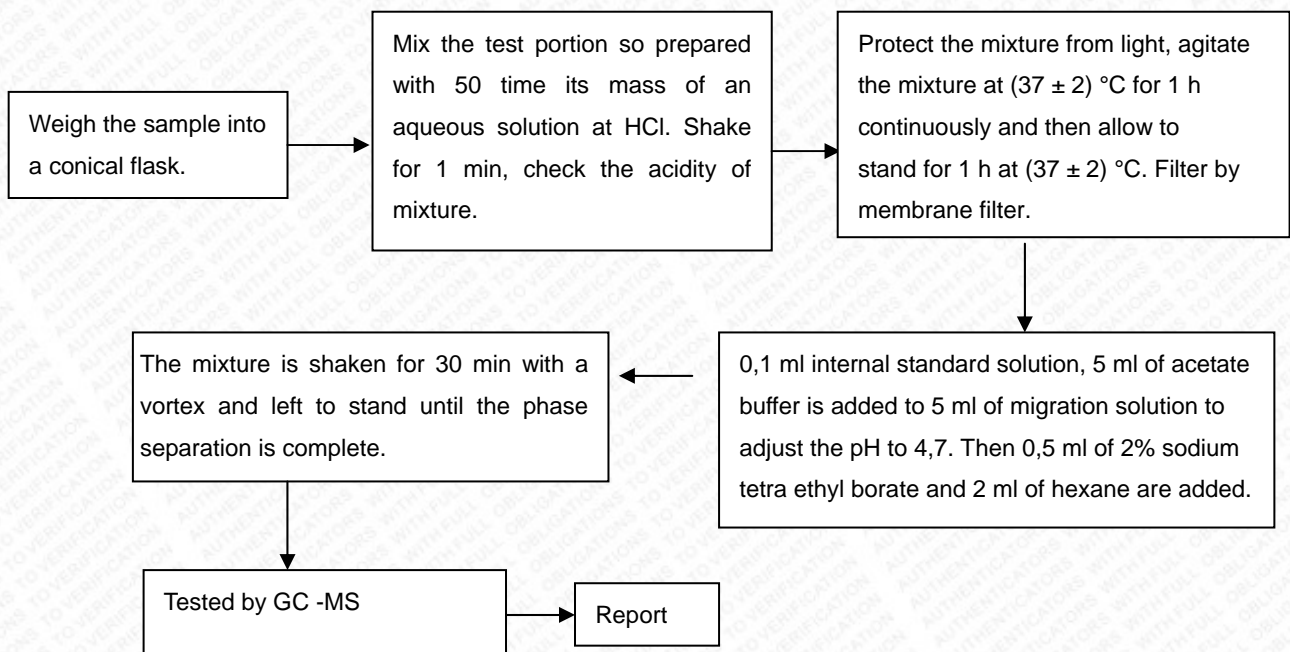 Weigh the sample into
a conical flask.
Mix the test portion so prepared
with 50 time its mass of an
aqueous solution at HCl. Shake
for 1 min, check the acidity of
mixture.
Protect the mixture from light, agitate
the mixture at (37 ± 2) °C for 1 h
continuously and then allow to
stand for 1 h at (37 ± 2) °C. Filter by
membrane filter.
0,1 ml internal standard solution, 5 ml of acetate
buffer is added to 5 ml of migration solution to
adjust the pH to 4,7. Then 0,5 ml of 2% sodium
tetra ethyl borate and 2 ml of hexane are added.
The mixture is shaken for 30 min with a
vortex and left to stand until the phase
separation is complete.
Tested by GC -MS
Report